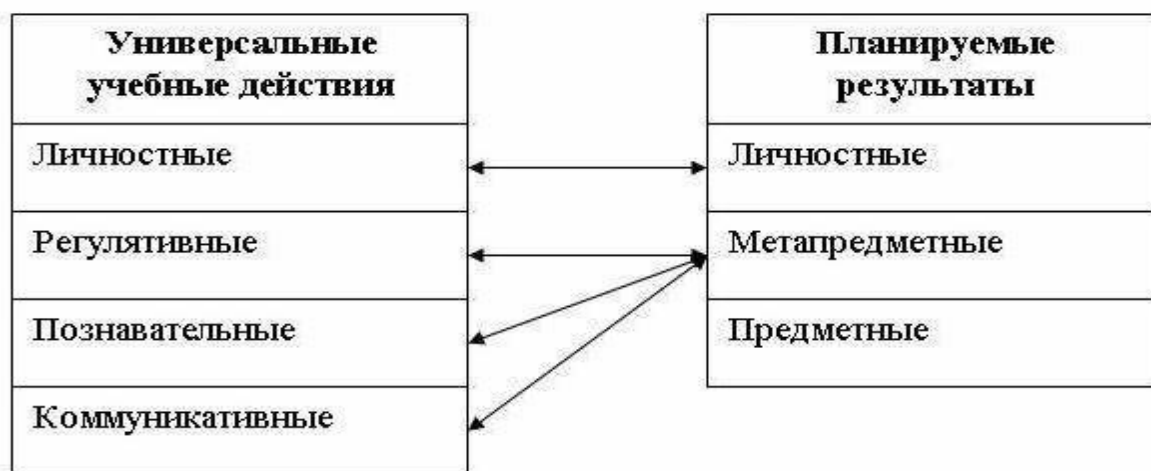 Универсальные
учебные действия
Личностные
Регулятивные
Познавательные
Коммуникативные
Планируемые
результаты
Личностные
Метапредметные
Предметные